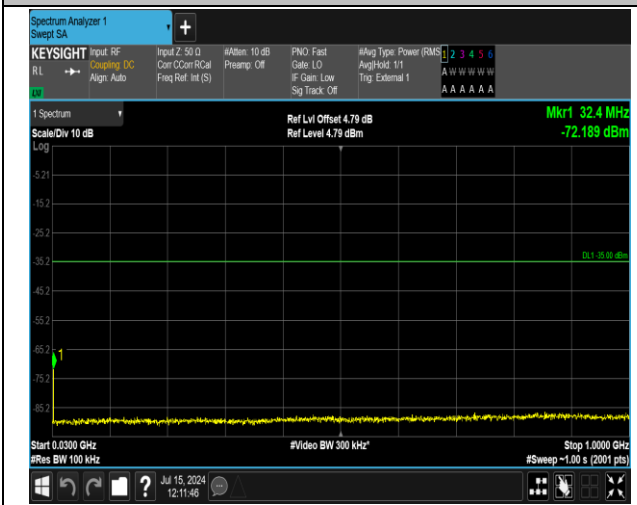 Spectrum Analyzer 1
Swept SA
+
KEYSIGHT Input: RF Input Z: 50 Ω #Atten: 10 dB PNO: Fast #Avg Type: Power (RMS 1 2 3 4 5 6
RL Coupling: DC Corr CCorr RCal Preamp: Off Gate: LO Avg|Hold: 1/1 A W W W W W
Align: Auto Freq Ref: Int (S) IF Gain: Low Trig: External 1
Sig Track: Off A A A A A A
1 Spectrum Ref Lvl Offset 4.79 dB Mkr1 32.4 MHz
Scale/Div 10 dB Ref Level 4.79 dBm -72.189 dBm
Log
-5.21
-15.2
-25.2
DL1 -35.00 dBm
-35.2
-45.2
-55.2
-65.2
1
-75.2
-85.2
Start 0.0300 GHz #Video BW 300 kHz* Stop 1.0000 GHz
#Res BW 100 kHz #Sweep ~1.00 s (2001 pts)
? Jul 15, 2024
12:11:46